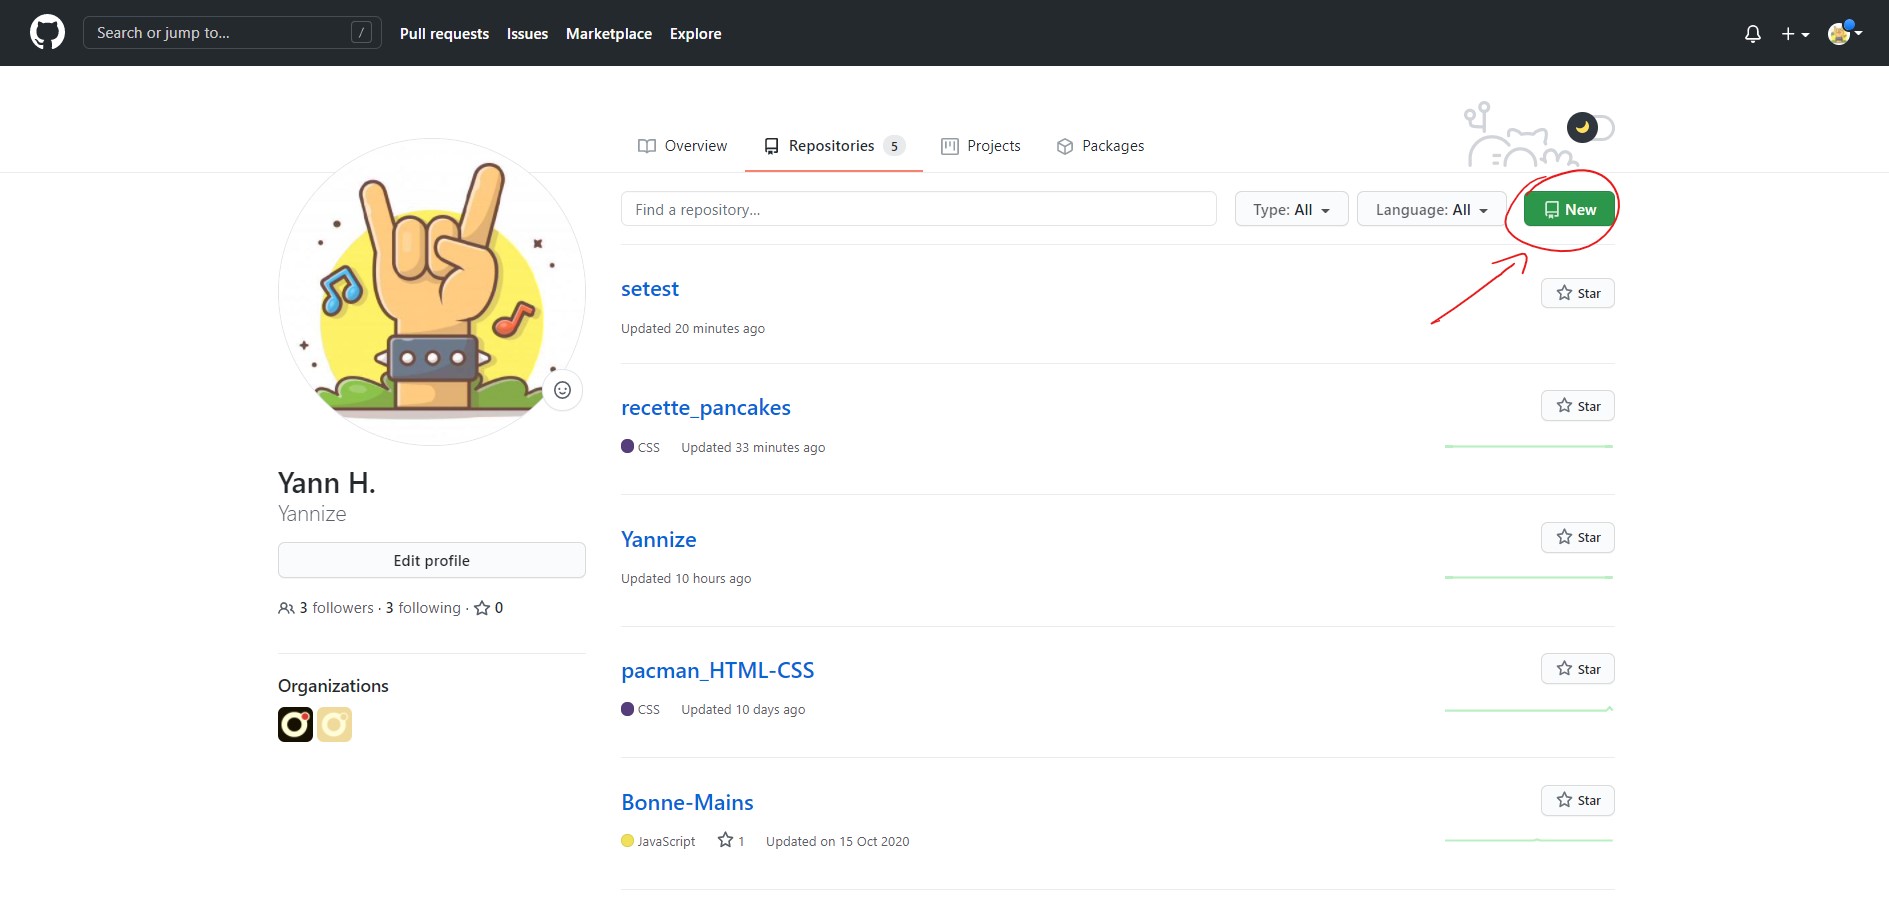 Search or jump to... / Pull requests Issues Marketplace Explore
Overview Repositories 5 Projects Packages
Find a repository... Type: All Language: All New
setest Star
Updated 20 minutes ago
recette_pancakes Star
CSS Updated 33 minutes ago
Yann H.
Yannize
Edit profile
3 followers · 3 following · 0
Organizations
Yannize Star
Updated 10 hours ago
pacman_HTML-CSS Star
CSS Updated 10 days ago
Bonne-Mains Star
JavaScript 1 Updated on 15 Oct 2020